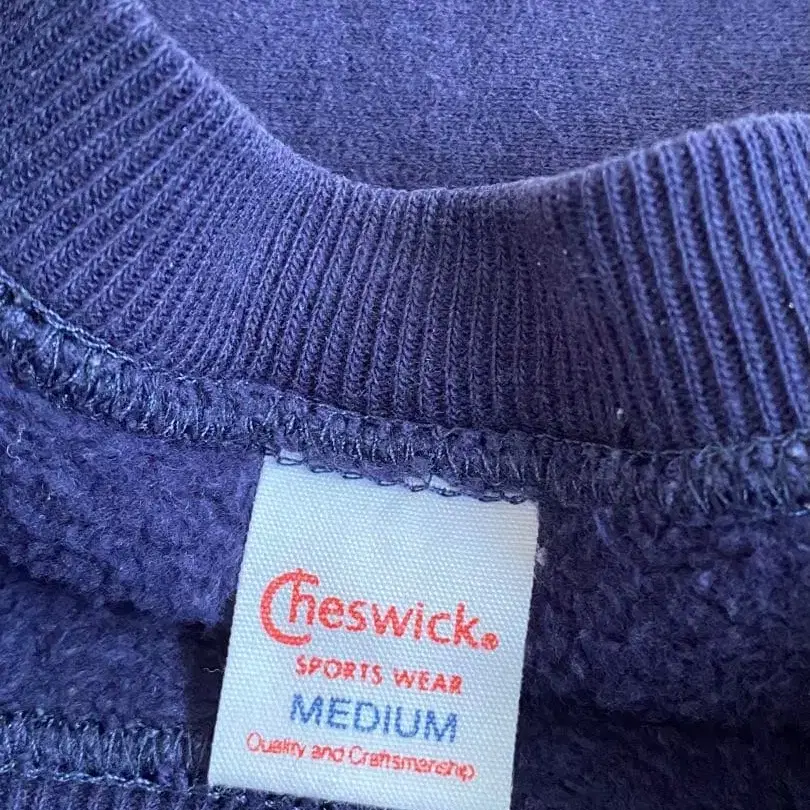 Cheswick.
SPORTS WEAR
MEDIUM
Quality and Craftsmanship